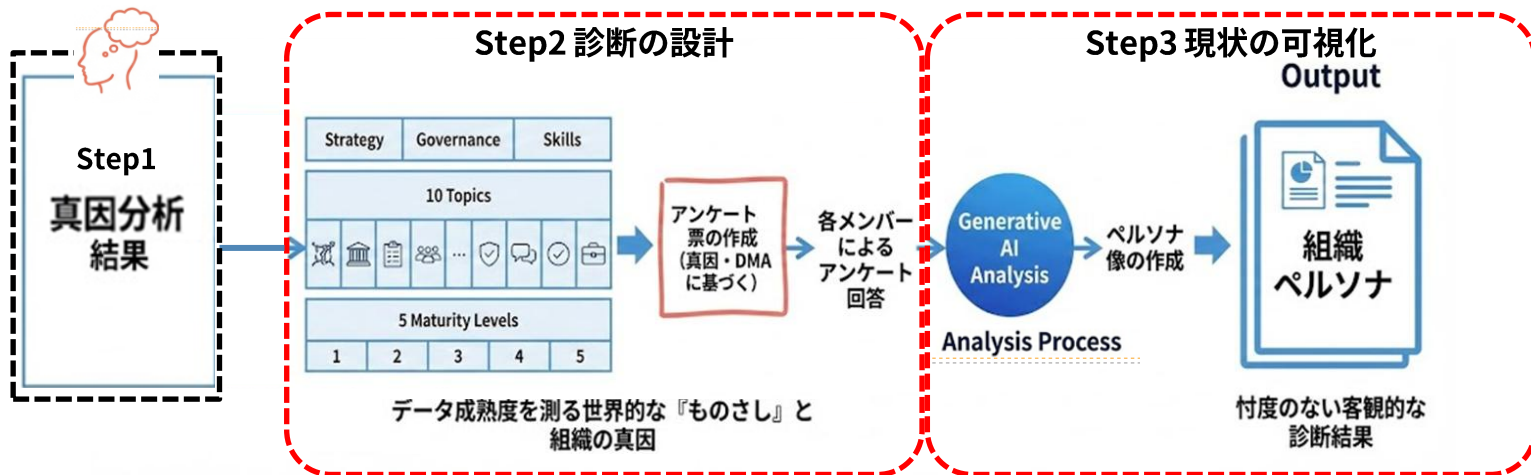 Step1
真因分析
結果
Step2 診断の設計
Strategy
Governance
Skills
10 Topics
...
5 Maturity Levels
1
2
3
4
5
アンケート
票の作成
(真因・DMA
に基づく)
各メンバー
による
アンケート
回答
データ成熟度を測る世界的な『ものさし』と
組織の真因
Step3 現状の可視化
Output
Generative
AI
Analysis
Analysis Process
ペルソナ
像の作成
組織
ペルソナ
忖度のない客観的な
診断結果